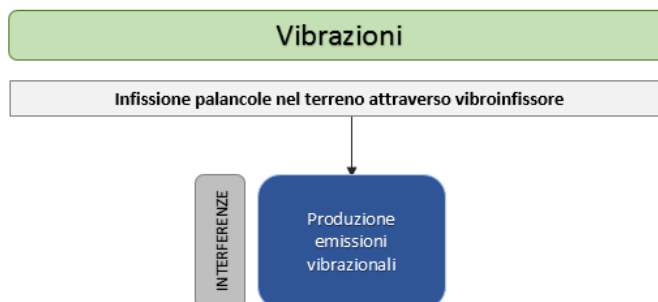 Vibrazioni
Infissione palancole nel terreno attraverso vibroinfissore
INTERFERENZE
Produzione
emissioni
vibrazionali